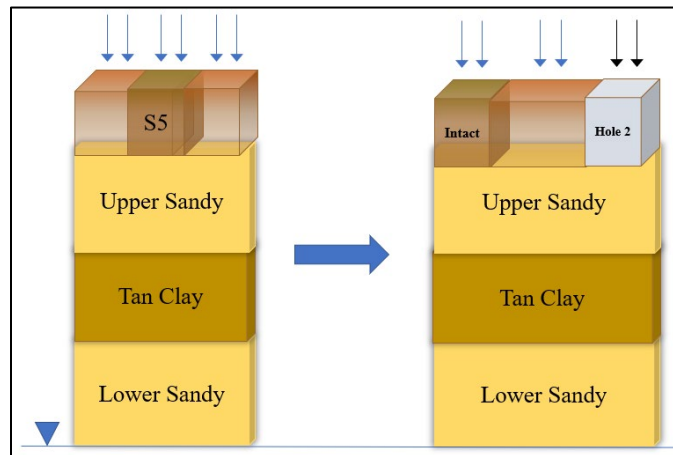 S5
Upper Sandy
Tan Clay
Lower Sandy
Intact
Hole 2
Upper Sandy
Tan Clay
Lower Sandy